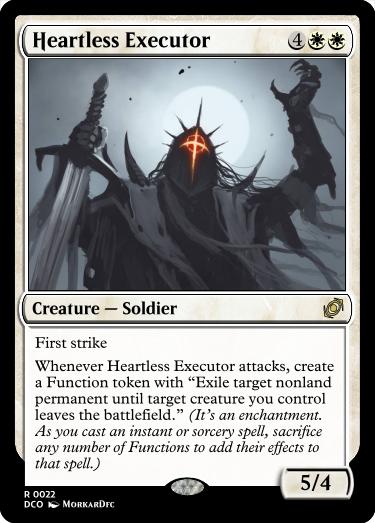 Heartless Executor 4
Creature — Soldier
First strike
Whenever Heartless Executor attacks, create
a Function token with “Exile target nonland
permanent until target creature you control
leaves the battlefield.” (It’s an enchantment.
As you cast an instant or sorcery spell, sacrifice
any number of Functions to add their effects to
that spell.)
5/4
R 0022
DCO MorkarDFC